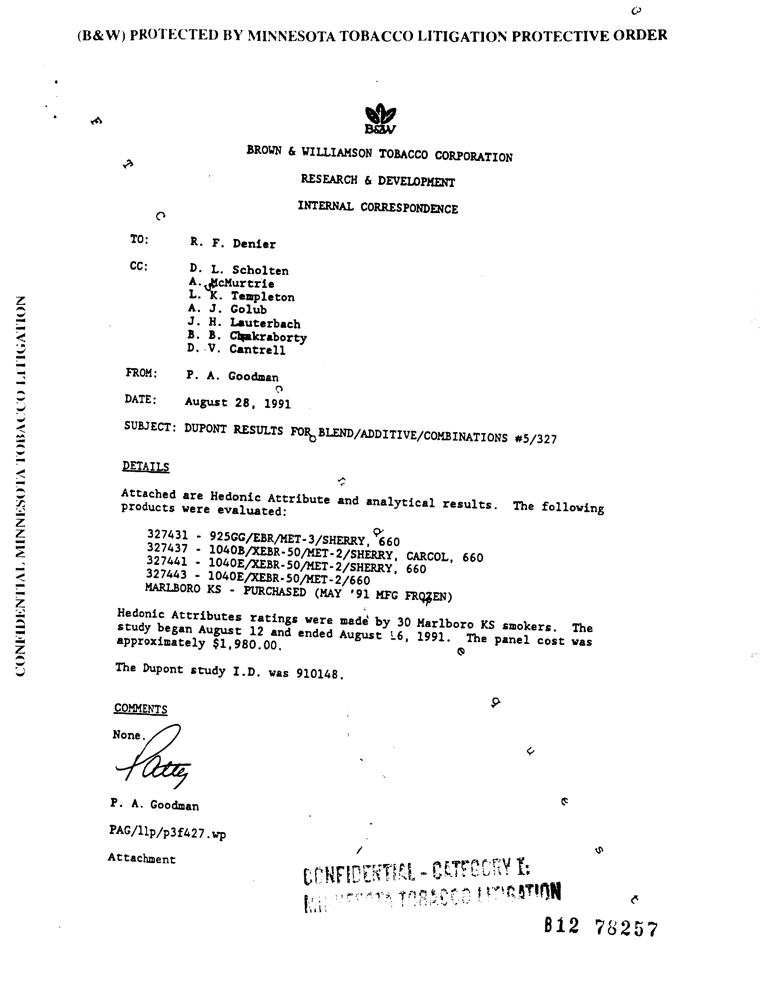 (B&W) PROTECTED BY MINNESOTA TOBACCO LITIGATION PROTECTIVE ORDER
B&W
BROWN & WILLIAMSON TOBACCO CORPORATION
RESEARCH & DEVELOPMENT
INTERNAL CORRESPONDENCE
TO: R. F. Denier
CC: D. L. Scholten
A. McMurtrie
L. K. Templeton
A. J. Golub
J. H. Lauterbach
B. B. Chakraborty
D. V. Cantrell
FROM: P. A. Goodman
DATE: August 28, 1991
SUBJECT: DUPONT RESULTS FOR BLEND/ADDITIVE/COMBINATIONS #5/327
DETAILS
Attached are Hedonic Attribute and analytical results. The following
products were evaluated:
327431 - 925GG/EBR/MET-3/SHERRY, 660
327437 - 1040B/XEBR-50/MET-2/SHERRY, CARCOL, 660
327441 - 1040E/XEBR-50/MET-2/SHERRY, 660
327443 - 1040E/XEBR-50/MET-2/660
MARLBORO KS - PURCHASED (MAY '91 MFG FROZEN)
Hedonic Attributes ratings were made by 30 Marlboro KS smokers. The
study began August 12 and ended August 16, 1991. The panel cost was
approximately $1,980.00.
The Dupont study I.D. was 910148.
COMMENTS
None.
Patty
P. A. Goodman
PAG/llp/p3f427.wp
Attachment
CONFIDENTIAL - CATEGORY I:
MINNESOTA TOBACCO LITIGATION
B12 78257
CONFIDENTIAL MINNESOTA TOBACCO LITIGATION